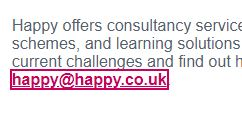 Happy offers consultancy service
schemes, and learning solutions
current challenges and find out h
happy@happy.co.uk